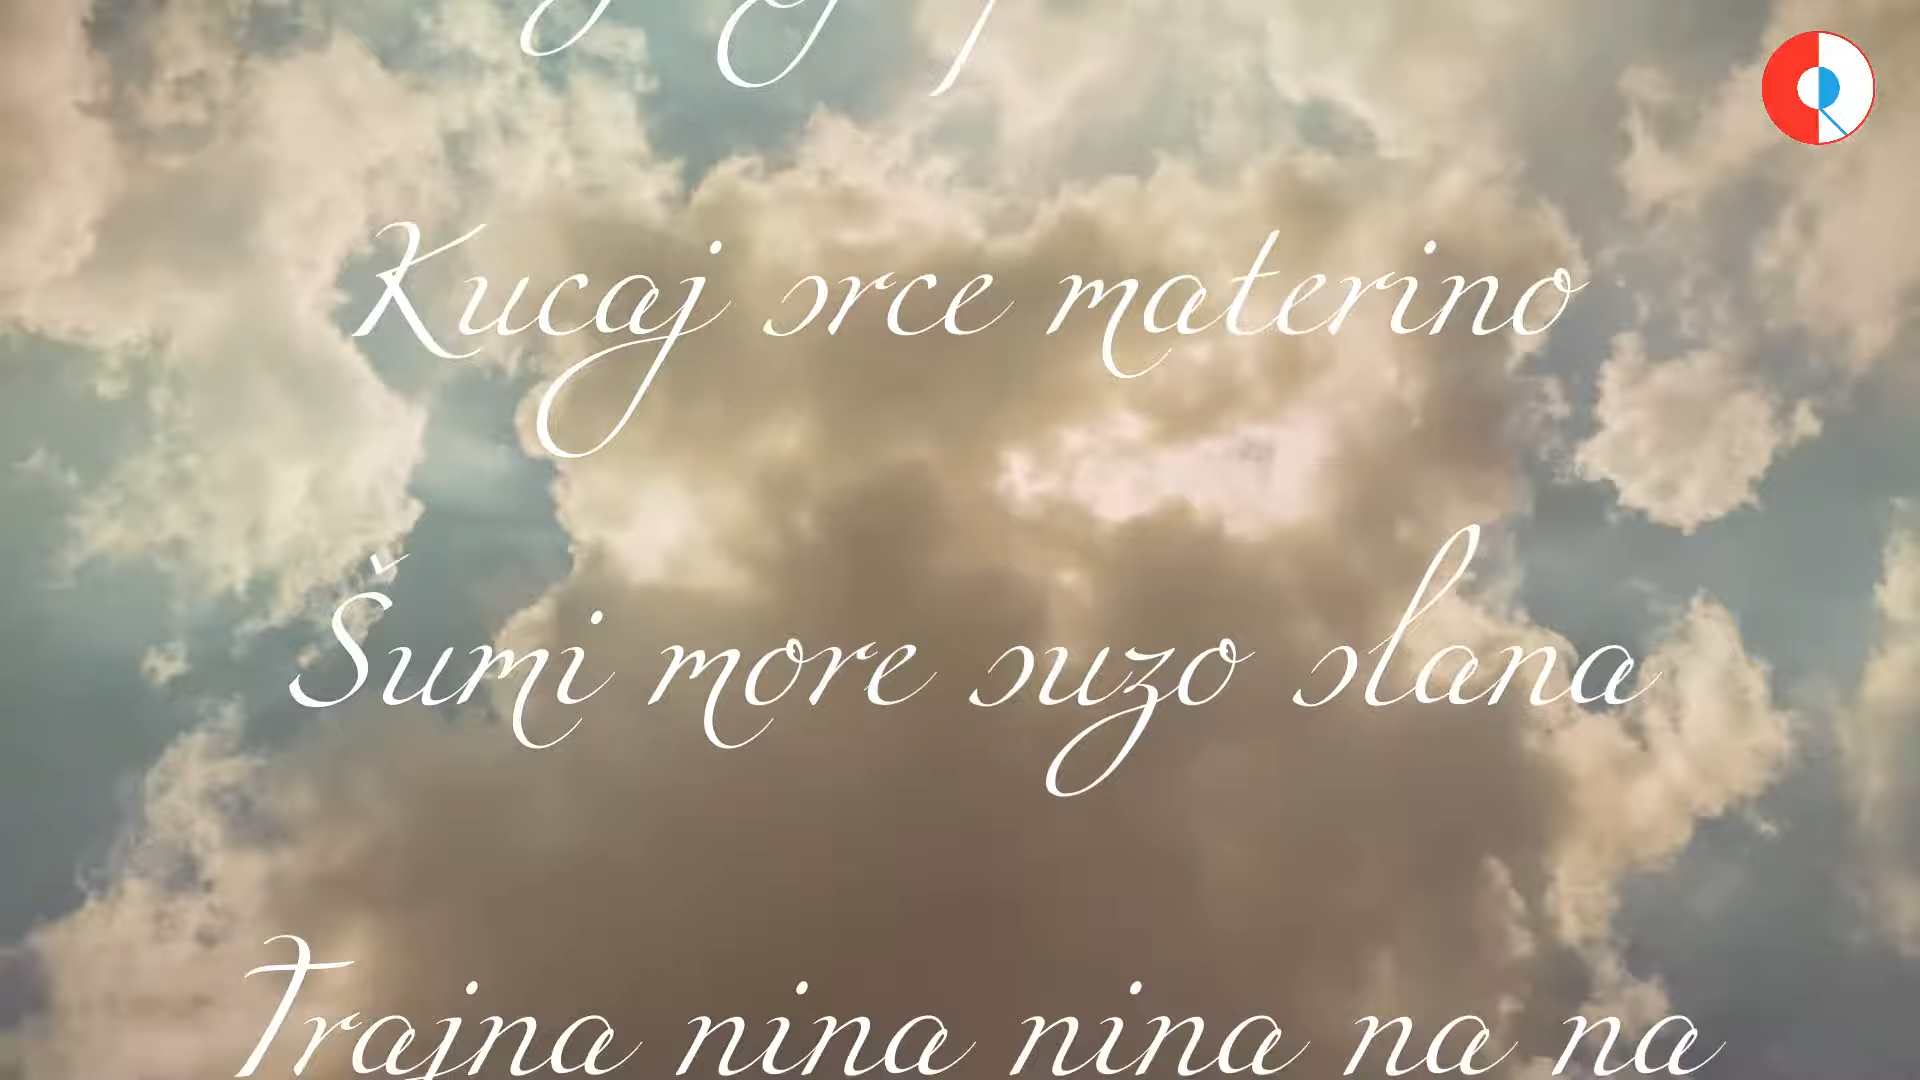 Kucaj srce materino
Šumi more suzo slana
Trajna nina nina na na